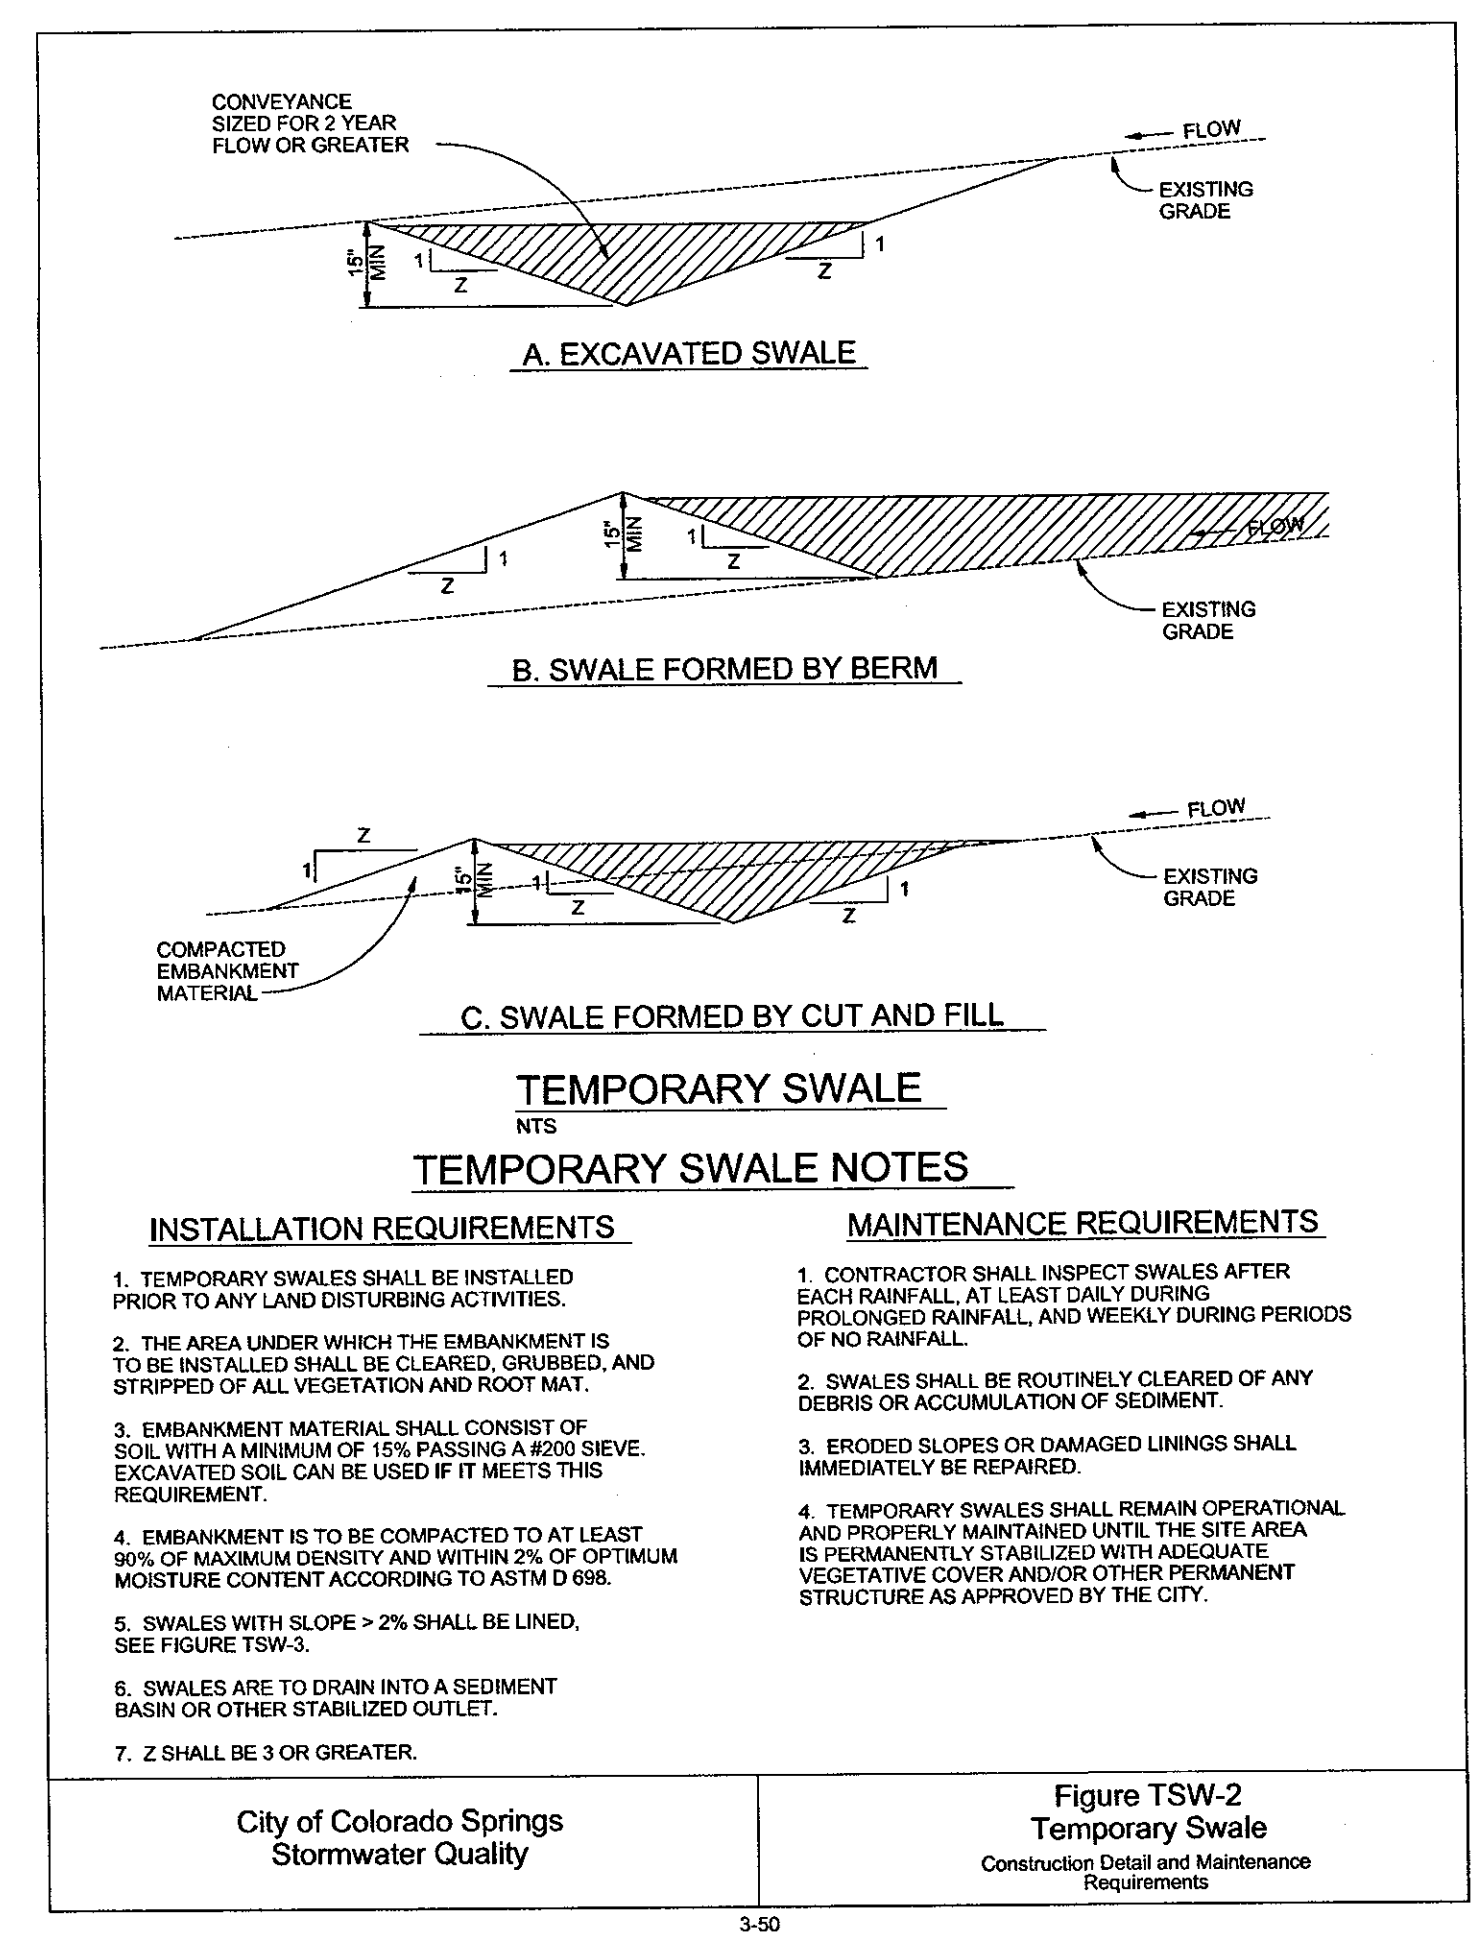 CONVEYANCE
SIZED FOR 2 YEAR
FLOW OR GREATER
FLOW
EXISTING
GRADE
15"
MIN
1
Z
1
Z
A. EXCAVATED SWALE
15"
MIN
1
Z
1
Z
FLOW
EXISTING
GRADE
B. SWALE FORMED BY BERM
FLOW
Z
1
15"
MIN
1
Z
1
Z
EXISTING
GRADE
COMPACTED
EMBANKMENT
MATERIAL
C. SWALE FORMED BY CUT AND FILL
TEMPORARY SWALE
NTS
TEMPORARY SWALE NOTES
INSTALLATION REQUIREMENTS
1. TEMPORARY SWALES SHALL BE INSTALLED
PRIOR TO ANY LAND DISTURBING ACTIVITIES.
2. THE AREA UNDER WHICH THE EMBANKMENT IS
TO BE INSTALLED SHALL BE CLEARED, GRUBBED, AND
STRIPPED OF ALL VEGETATION AND ROOT MAT.
3. EMBANKMENT MATERIAL SHALL CONSIST OF
SOIL WITH A MINIMUM OF 15% PASSING A #200 SIEVE.
EXCAVATED SOIL CAN BE USED IF IT MEETS THIS
REQUIREMENT.
4. EMBANKMENT IS TO BE COMPACTED TO AT LEAST
90% OF MAXIMUM DENSITY AND WITHIN 2% OF OPTIMUM
MOISTURE CONTENT ACCORDING TO ASTM D 698.
5. SWALES WITH SLOPE > 2% SHALL BE LINED,
SEE FIGURE TSW-3.
6. SWALES ARE TO DRAIN INTO A SEDIMENT
BASIN OR OTHER STABILIZED OUTLET.
7. Z SHALL BE 3 OR GREATER.
MAINTENANCE REQUIREMENTS
1. CONTRACTOR SHALL INSPECT SWALES AFTER
EACH RAINFALL, AT LEAST DAILY DURING
PROLONGED RAINFALL, AND WEEKLY DURING PERIODS
OF NO RAINFALL.
2. SWALES SHALL BE ROUTINELY CLEARED OF ANY
DEBRIS OR ACCUMULATION OF SEDIMENT.
3. ERODED SLOPES OR DAMAGED LININGS SHALL
IMMEDIATELY BE REPAIRED.
4. TEMPORARY SWALES SHALL REMAIN OPERATIONAL
AND PROPERLY MAINTAINED UNTIL THE SITE AREA
IS PERMANENTLY STABILIZED WITH ADEQUATE
VEGETATIVE COVER AND/OR OTHER PERMANENT
STRUCTURE AS APPROVED BY THE CITY.
City of Colorado Springs
Stormwater Quality
Figure TSW-2
Temporary Swale
Construction Detail and Maintenance
Requirements
3-50